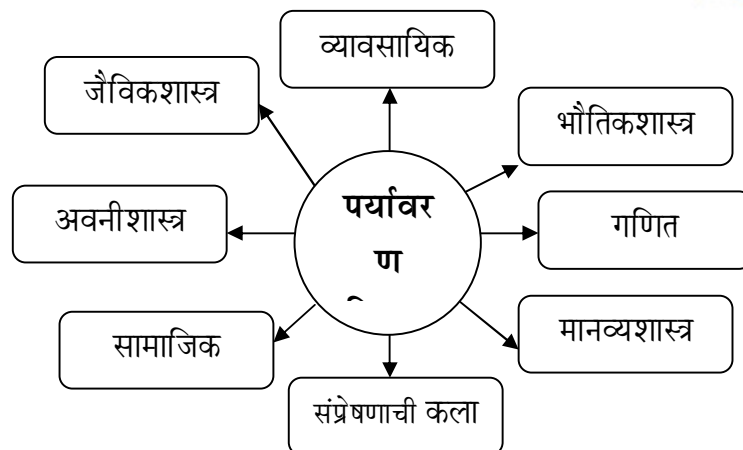 व्यावसायिक
जैविकशास्त्र
भौतिकशास्त्र
पर्यावर
ण
अवनीशास्त्र
गणित
सामाजिक
मानव्यशास्त्र
संप्रेषणाची कला